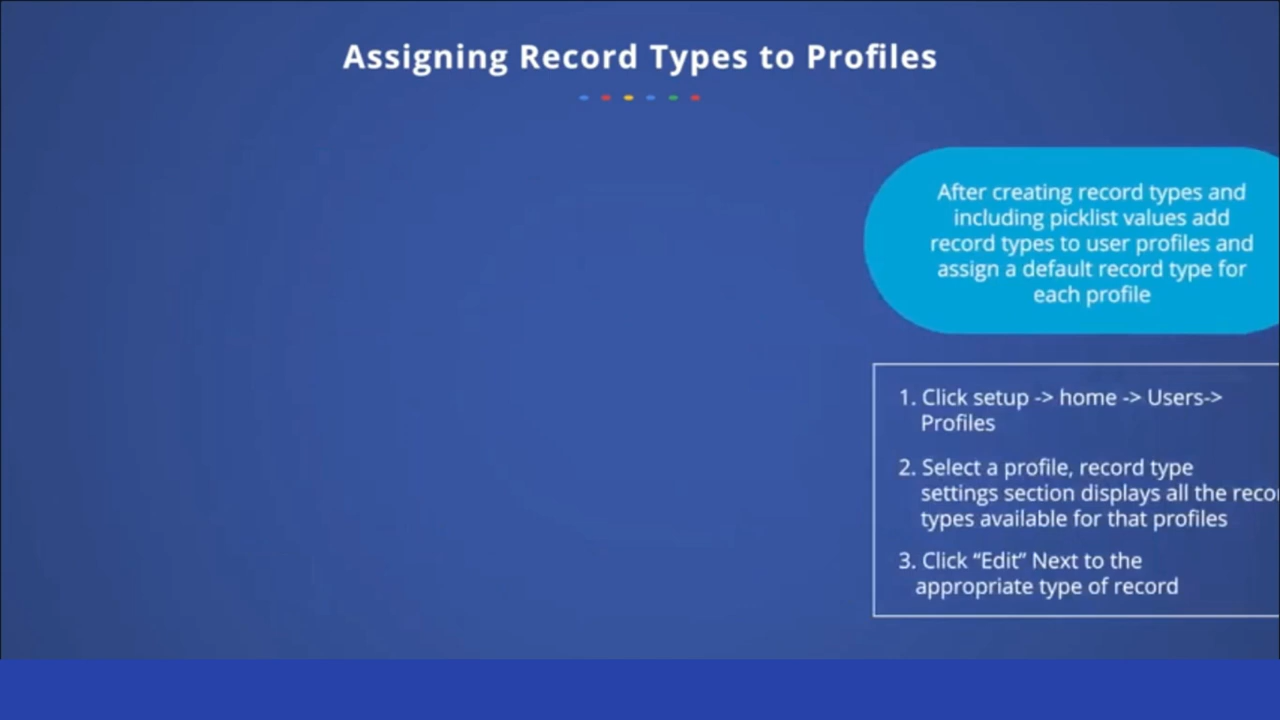 Assigning Record Types to Profiles
After creating record types and
including picklist values add
record types to user profiles and
assign a default record type for
each profile
1. Click setup -> home -> Users->
Profiles
2. Select a profile, record type
settings section displays all the
types available for that profiles
3. Click “Edit” Next to the
appropriate type of record